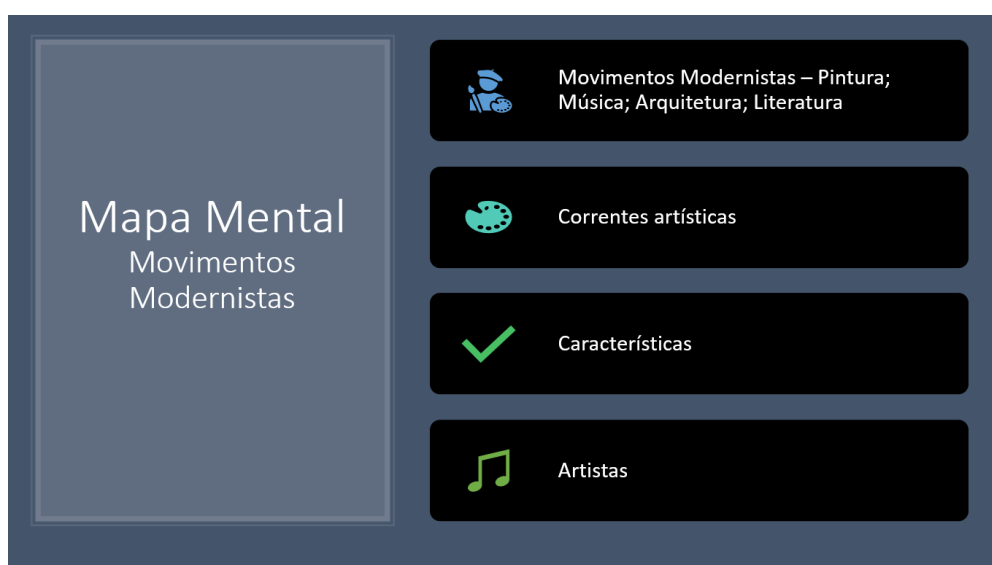 Mapa Mental
Movimentos
Modernistas
Movimentos Modernistas – Pintura;
Música; Arquitetura; Literatura
Correntes artísticas
Características
Artistas